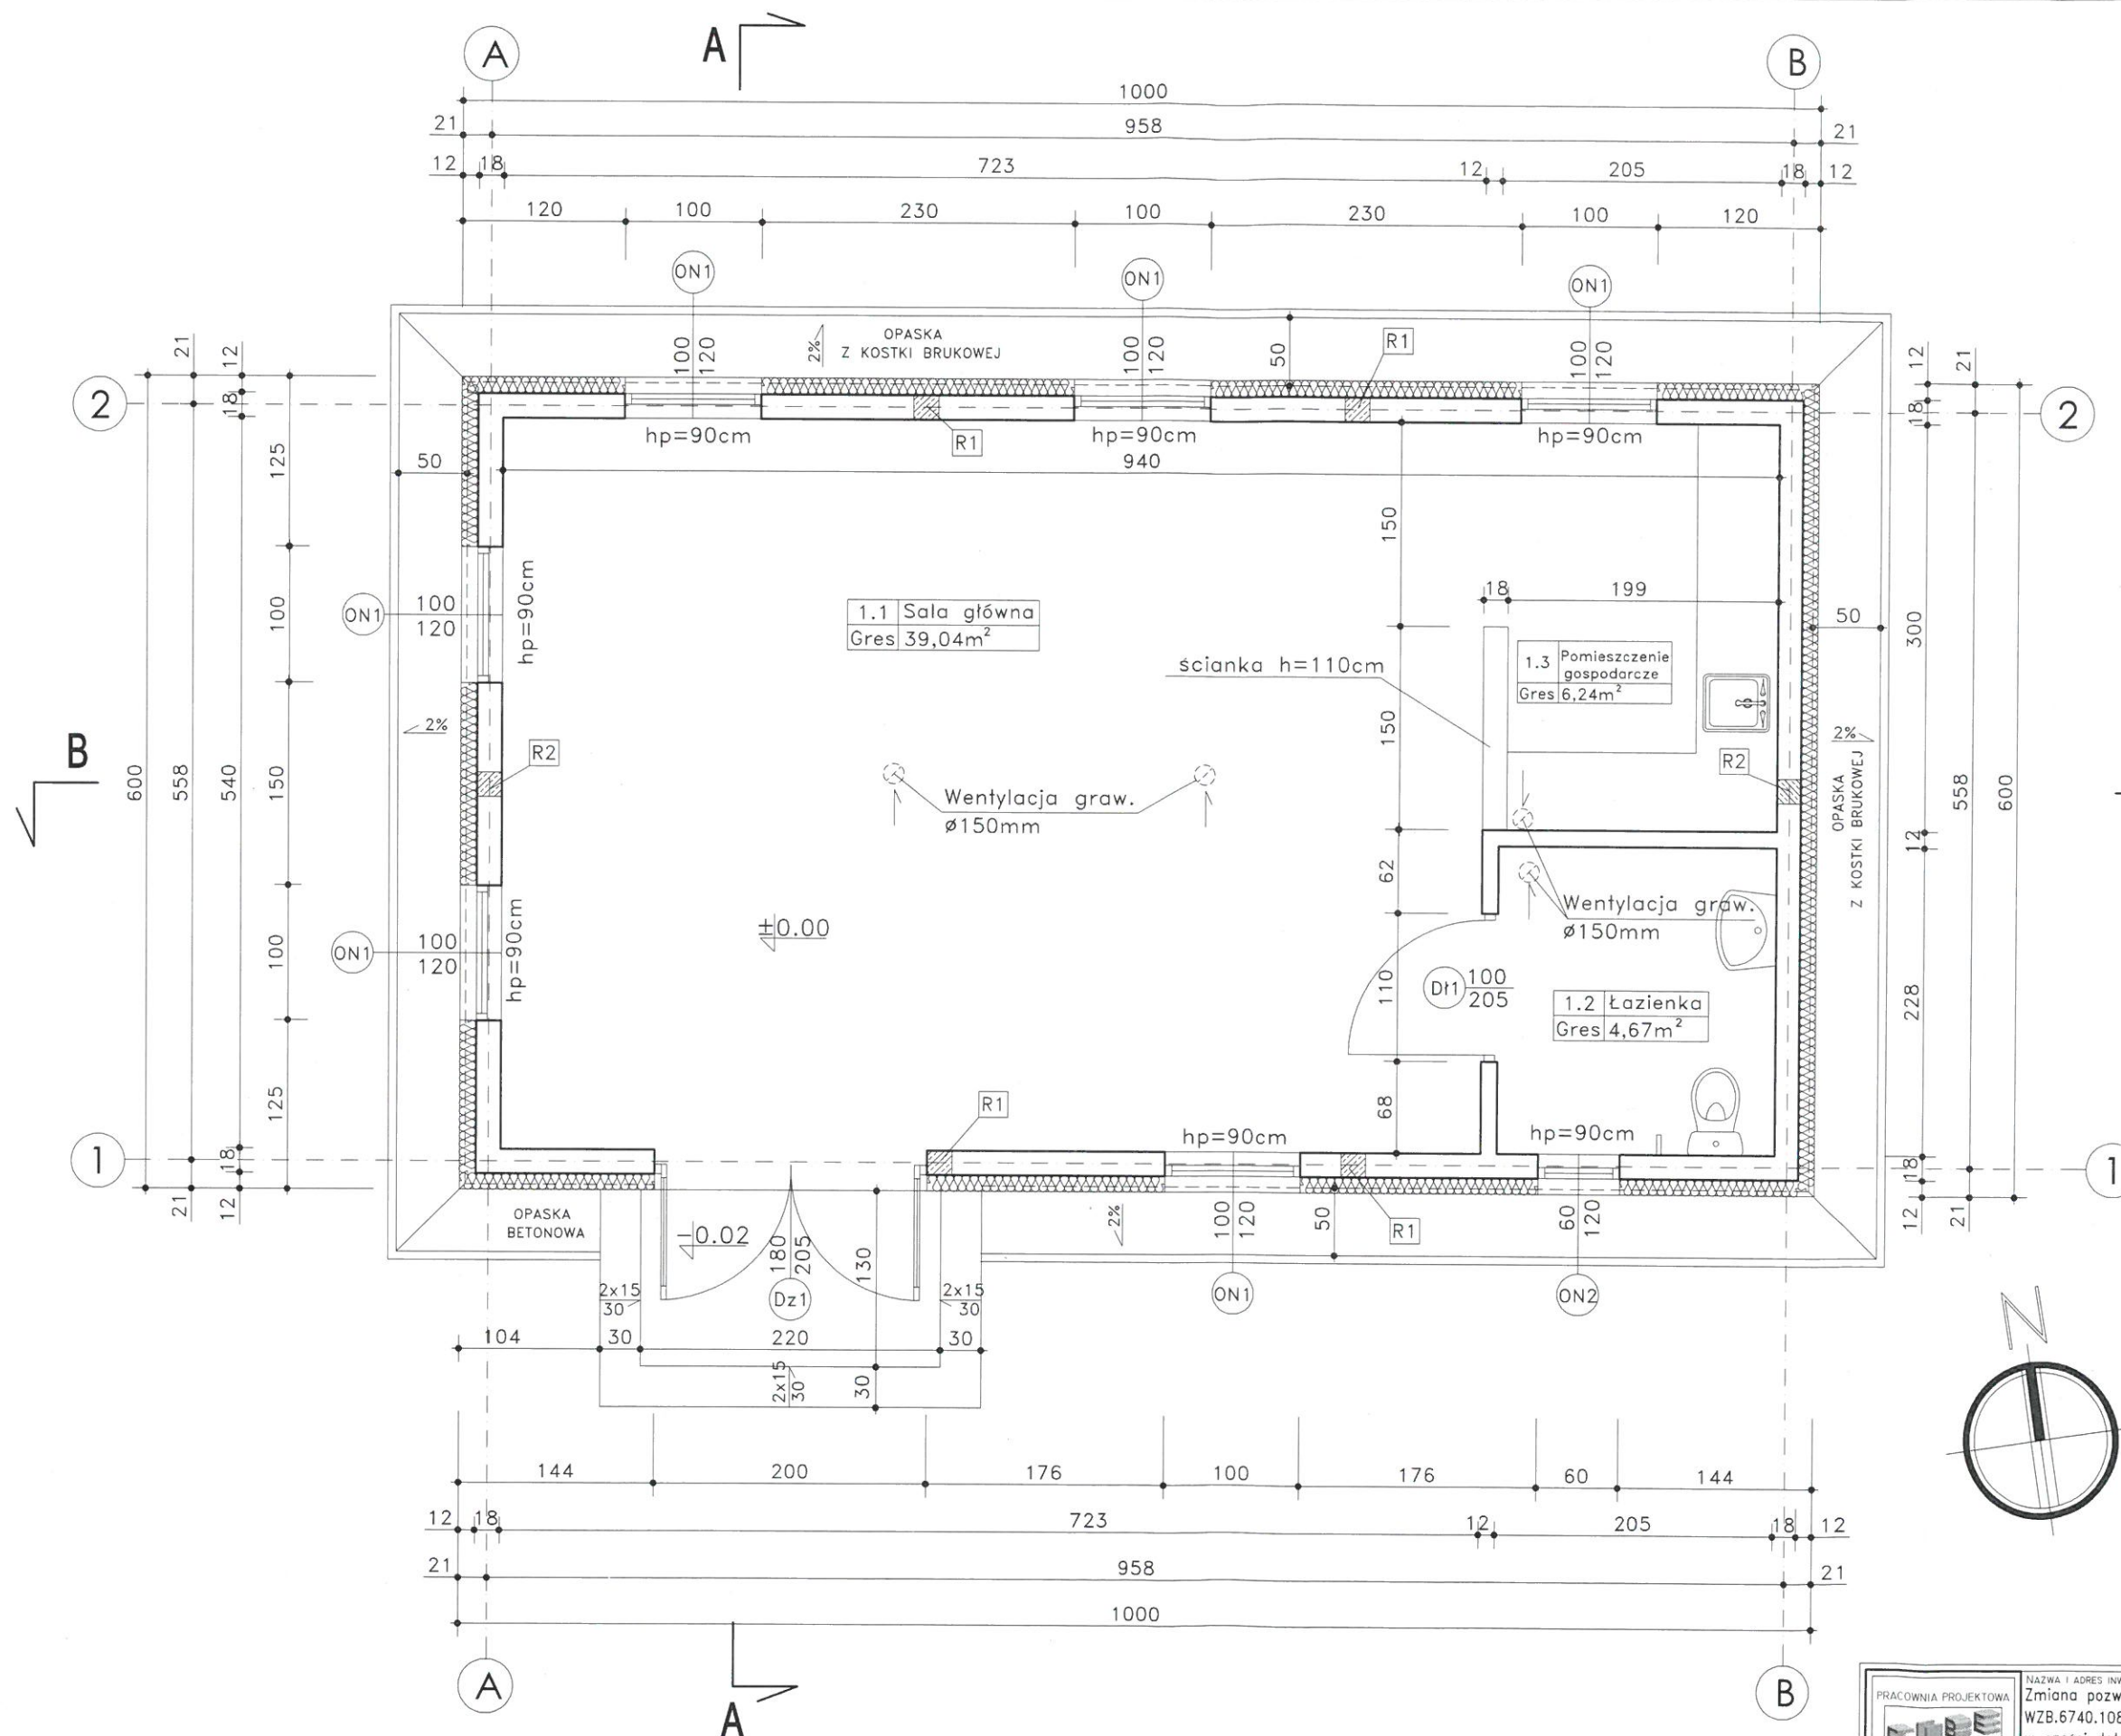 A
A
B
1000
21
958
21
12
18
723
12
205
18
12
120
100
230
100
230
100
120
ON1
ON1
ON1
OPASKA
Z KOSTKI BRUKOWEJ
2%
100
120
100
120
100
120
50
R1
R1
hp=90cm
hp=90cm
hp=90cm
2
2
21
12
18
12
21
18
50
940
600
558
540
125
100
150
100
125
18
21
12
ON1
100
120
hp=90cm
ON1
100
120
hp=90cm
2%
B
R2
1.1 Sala główna
Gres 39,04m²
ścianka h=110cm
Wentylacja graw.
ø150mm
±0.00
150
150
62
110
68
18
199
1.3 Pomieszczenie
gospodarcze
Gres 6,24m²
R2
Wentylacja graw.
ø150mm
Dł1
100
205
1.2 Łazienka
Gres 4,67m²
50
2%
OPASKA
Z KOSTKI BRUKOWEJ
300
12
228
18
12
558
21
600
1
1
R1
hp=90cm
hp=90cm
OPASKA
BETONOWA
-0.02
180
205
Dz1
130
2%
100
120
50
R1
60
120
ON1
ON2
2x15
30
2x15
30
104
30
220
30
2x15
30
30
N
144
200
176
100
176
60
144
12
18
723
12
205
18
12
21
958
21
1000
A
A
B
PRACOWNIA PROJEKTOWA
Zmiana pozw
WZB.6740.108